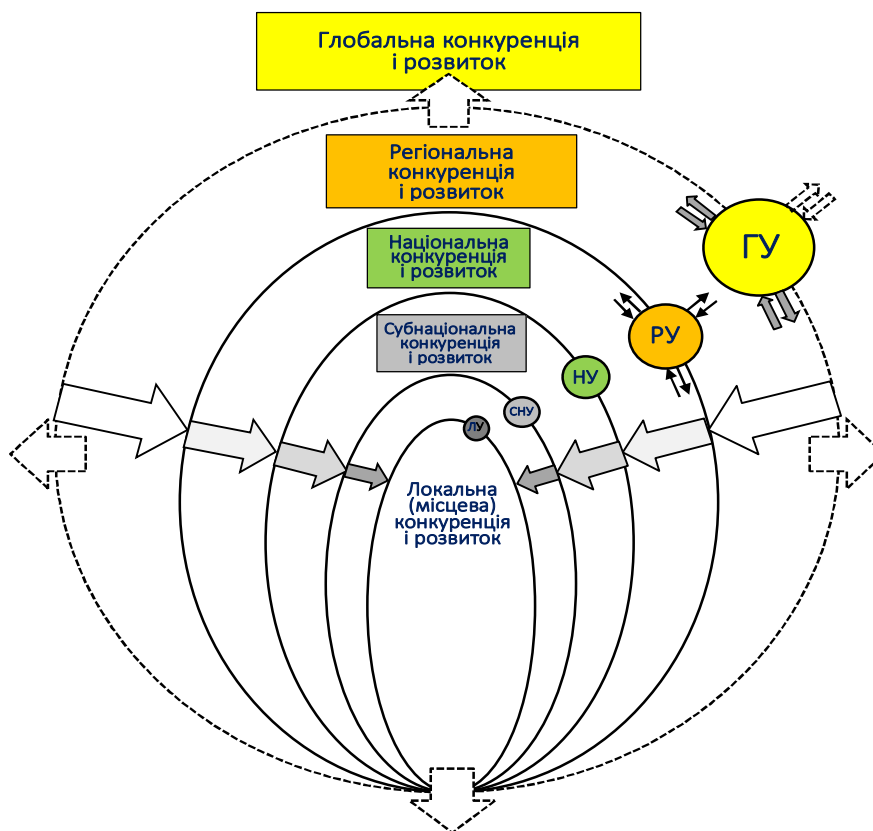 Глобальна конкуренція
і розвиток
Регіональна
конкуренція
і розвиток
ГУ
Національна
конкуренція
і розвиток
Субнаціональна
конкуренція
і розвиток
РУ
НУ
СНУ
ЛУ
Локальна
(місцева)
конкуренція
і розвиток